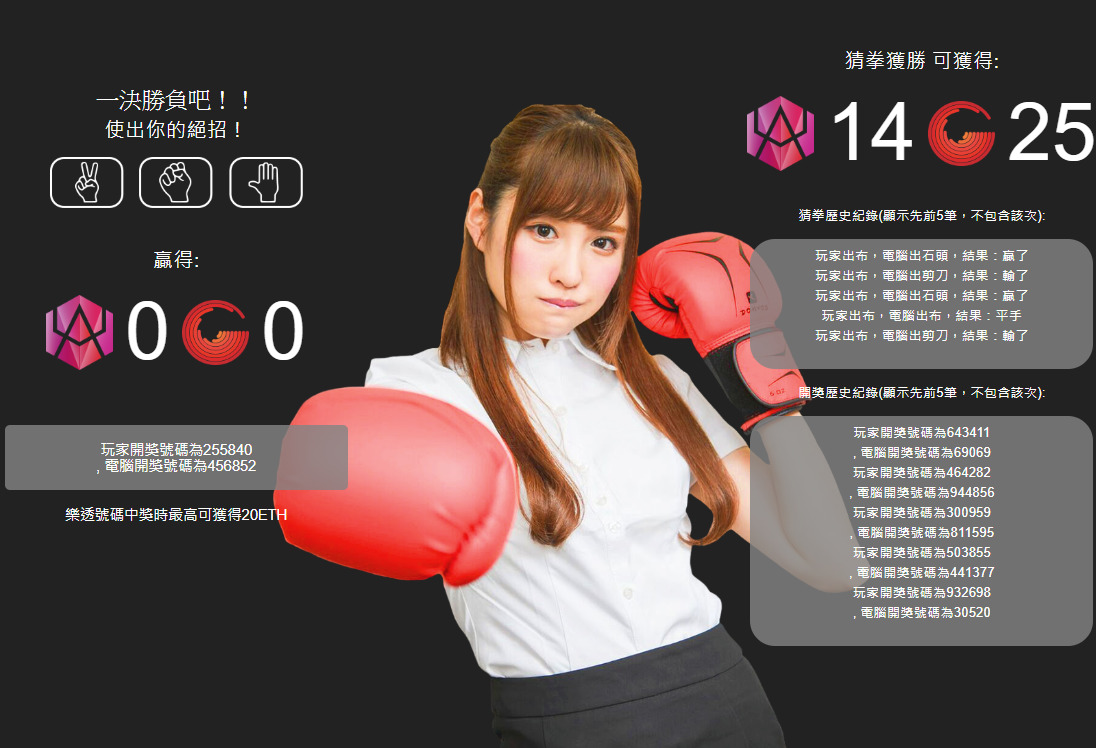 一決勝負吧！！
使出你的絕招！
贏得:
0 0
玩家開獎號碼為255840
, 電腦開獎號碼為456852
樂透號碼中獎時最高可獲得20ETH
猜拳獲勝 可獲得:
14 25
猜拳歷史紀錄(顯示先前5筆，不包含該次):
玩家出布，電腦出石頭，結果：贏了
玩家出布，電腦出剪刀，結果：輸了
玩家出布，電腦出石頭，結果：贏了
玩家出布，電腦出布，結果：平手
玩家出布，電腦出剪刀，結果：輸了
開獎歷史紀錄(顯示先前5筆，不包含該次):
玩家開獎號碼為643411
, 電腦開獎號碼為69069
玩家開獎號碼為464282
, 電腦開獎號碼為944856
玩家開獎號碼為300959
, 電腦開獎號碼為811595
玩家開獎號碼為503855
, 電腦開獎號碼為441377
玩家開獎號碼為932698
, 電腦開獎號碼為30520